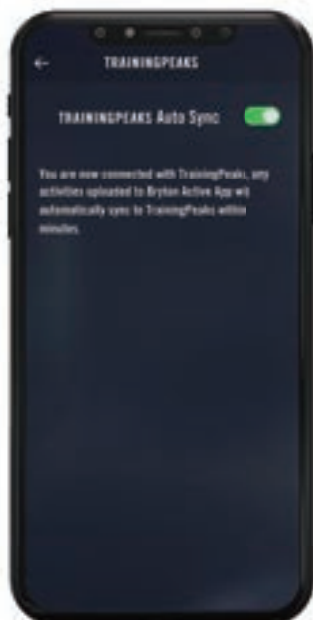 TRAININGPEAKS
TRAININGPEAKS Auto Sync
You are now connected with TrainingPeaks, any
activities uploaded to Bryton Active App will
automatically sync to TrainingPeaks within
minutes.